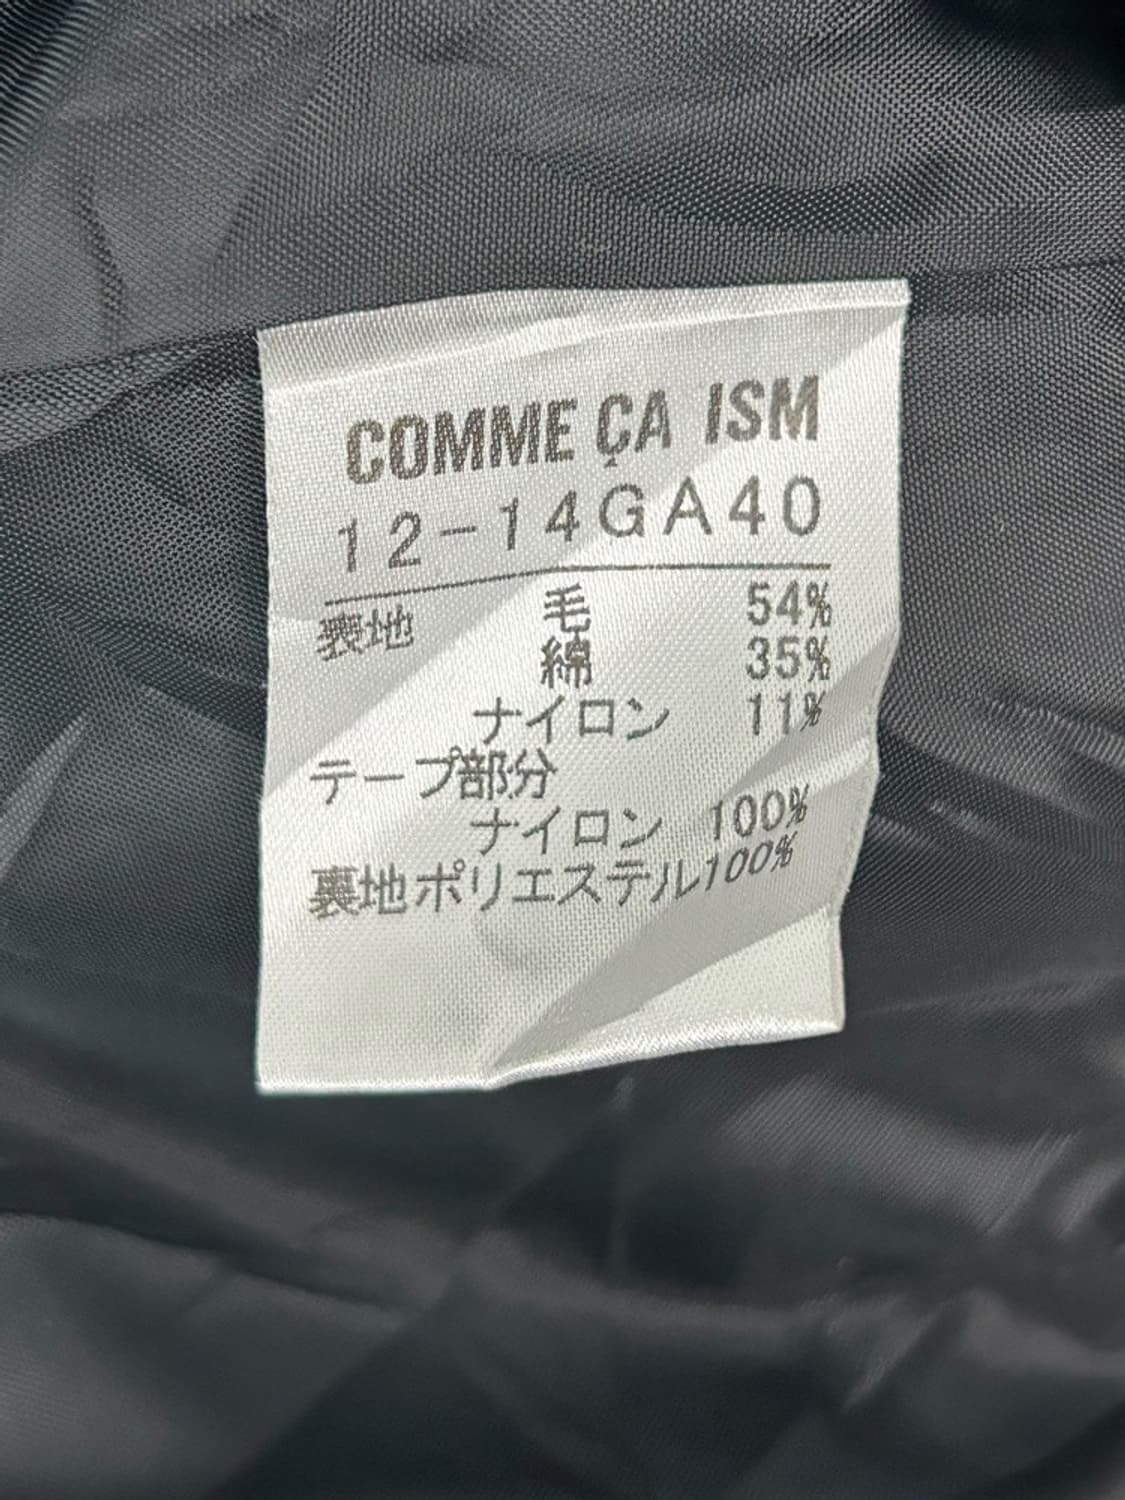 COMME ÇA ISM
12-14GA40
表地 毛 54%
綿 35%
ナイロン 11%
テープ部分
ナイロン 100%
裏地ポリエステル100%